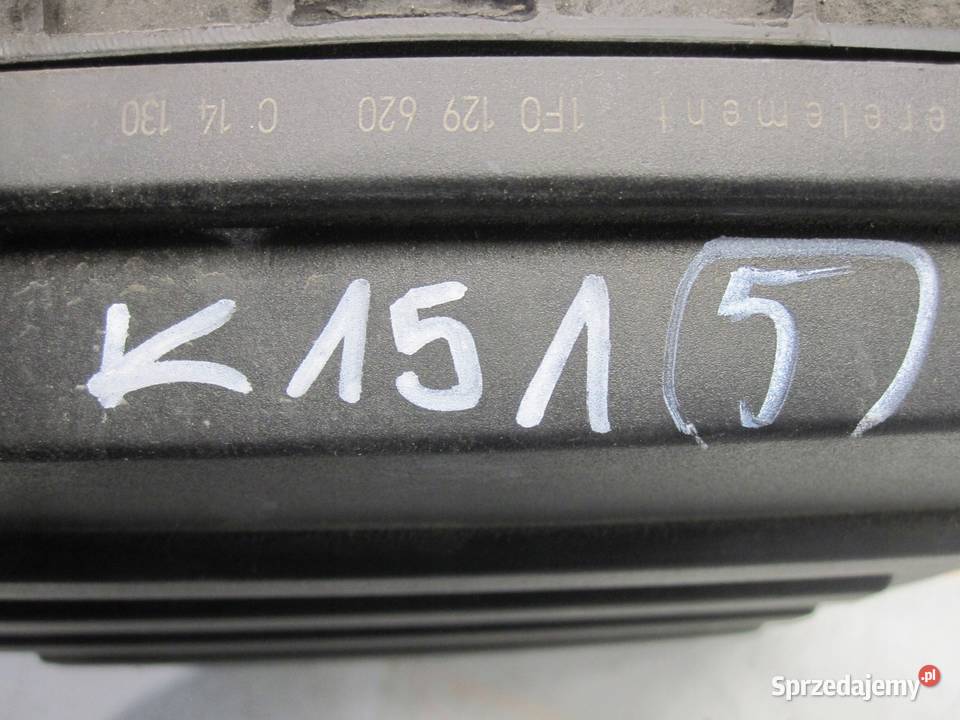 erelement 1F0 129 620 C 14 130
K151 5
Sprzedajemy.pl